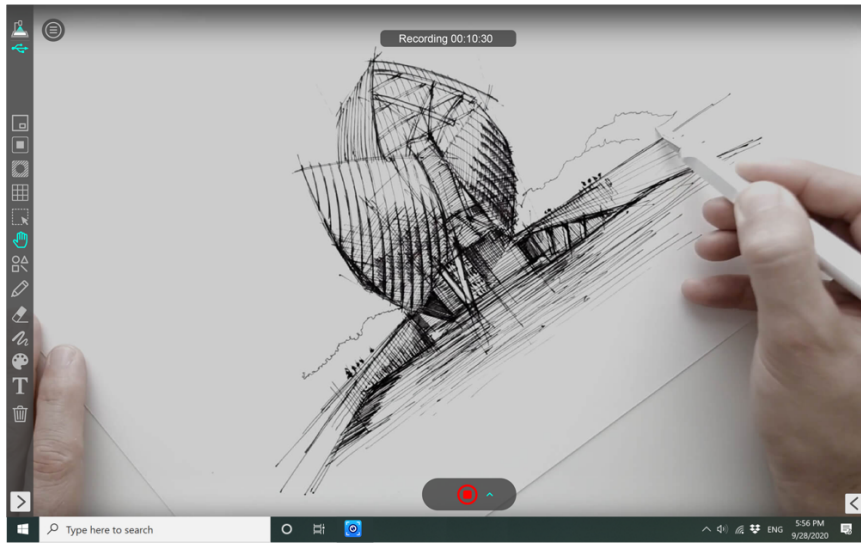 Recording 00:10:30
T
Type here to search
ENG
5:56 PM
9/28/2020